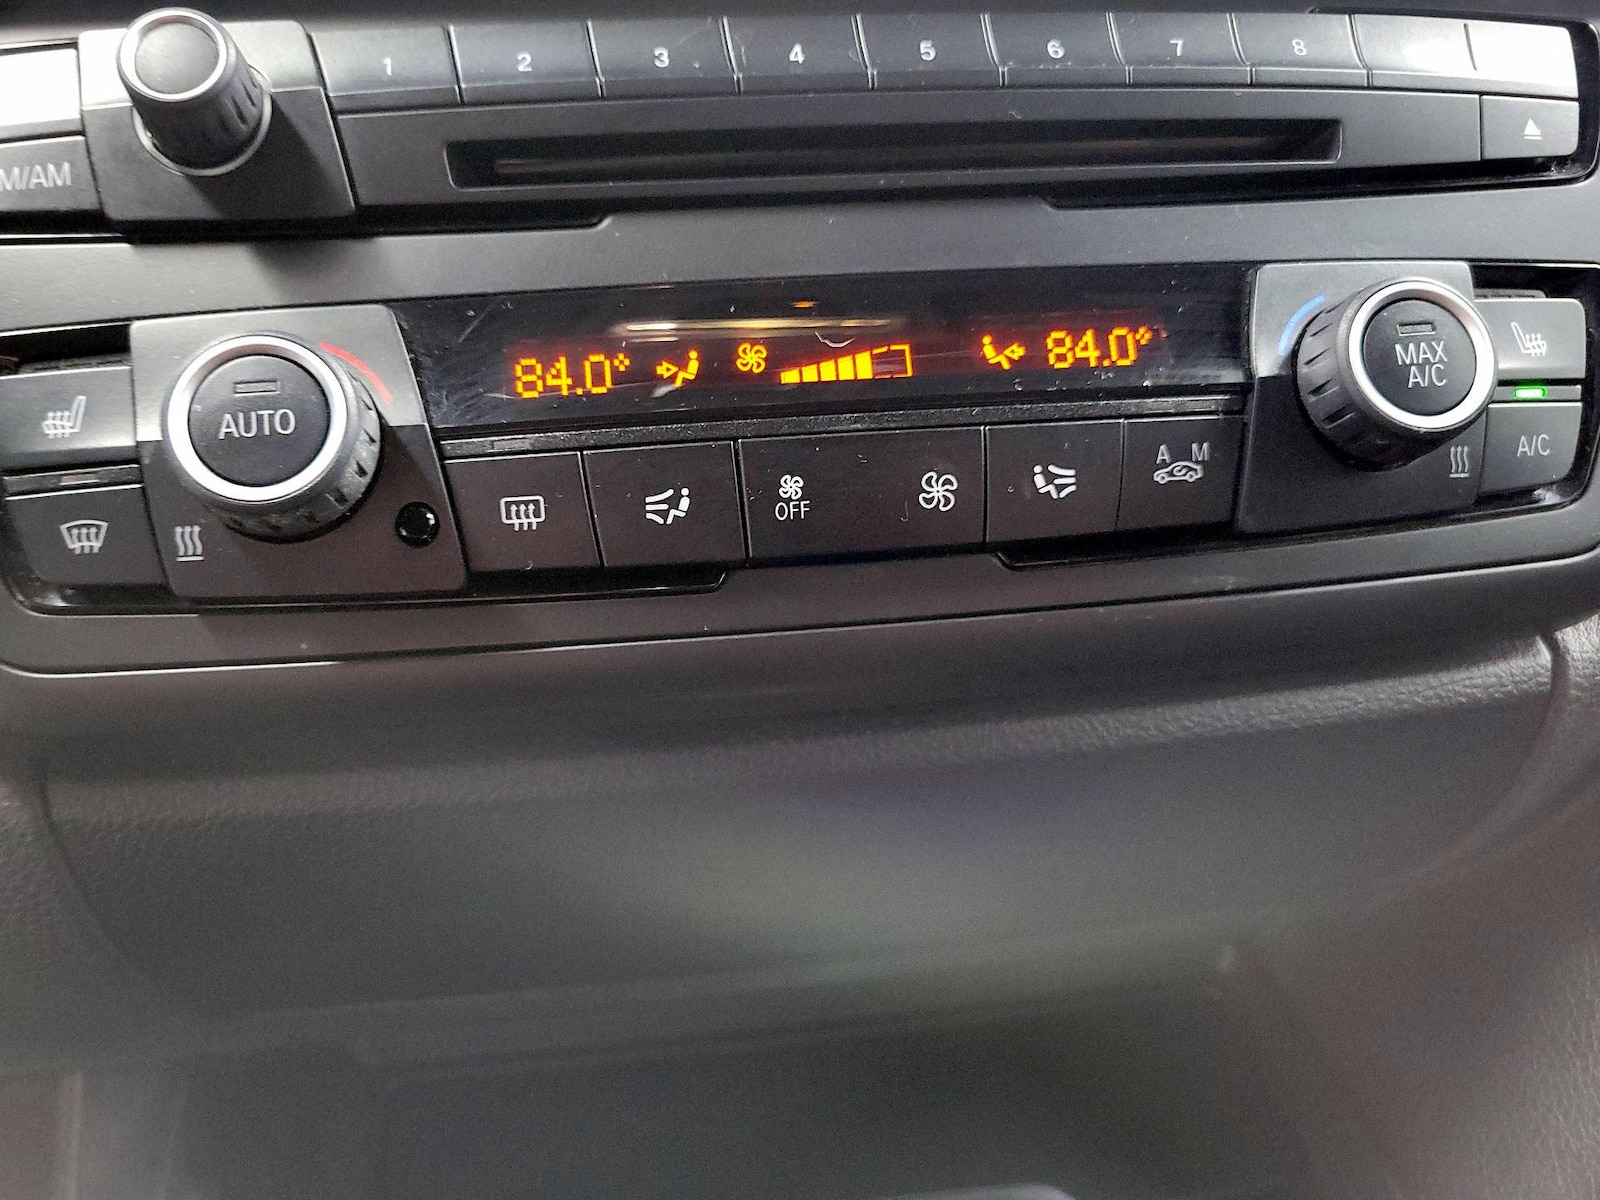 1 2 3 4 5 6 7 8
M/AM
84.0° 84.0°
AUTO
MAX
A/C
OFF
A M
A/C